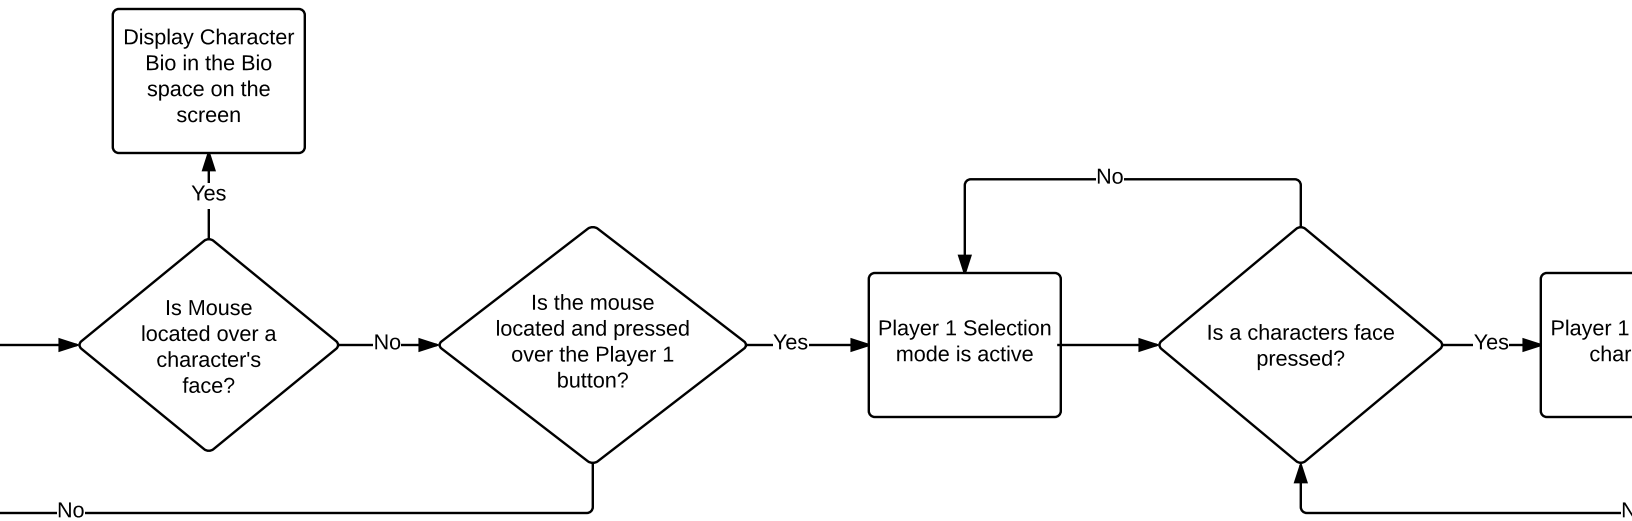 Display Character
Bio in the Bio
space on the
screen
Yes
Is Mouse
located over a
character's
face?
No
Is the mouse
located and pressed
over the Player 1
button?
No
Yes
Player 1 Selection
mode is active
No
Is a characters face
pressed?
Yes
Player 1